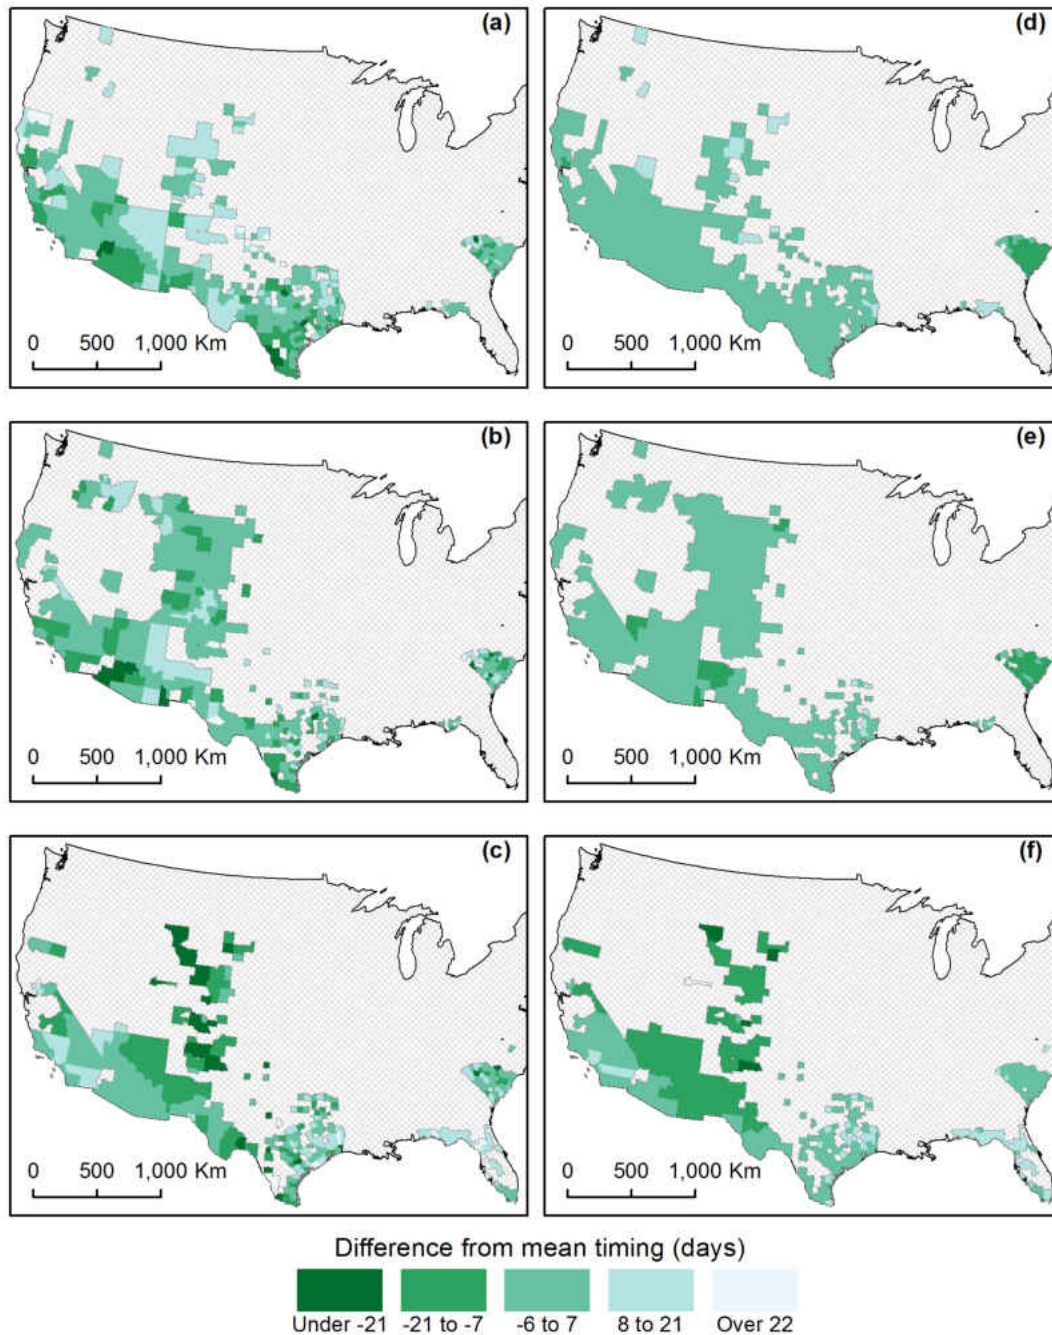 (a)
(d)
0 500 1,000 Km
0 500 1,000 Km
(b)
(e)
0 500 1,000 Km
0 500 1,000 Km
(c)
(f)
0 500 1,000 Km
0 500 1,000 Km
Difference from mean timing (days)
Under -21 -21 to -7 -6 to 7 8 to 21 Over 22